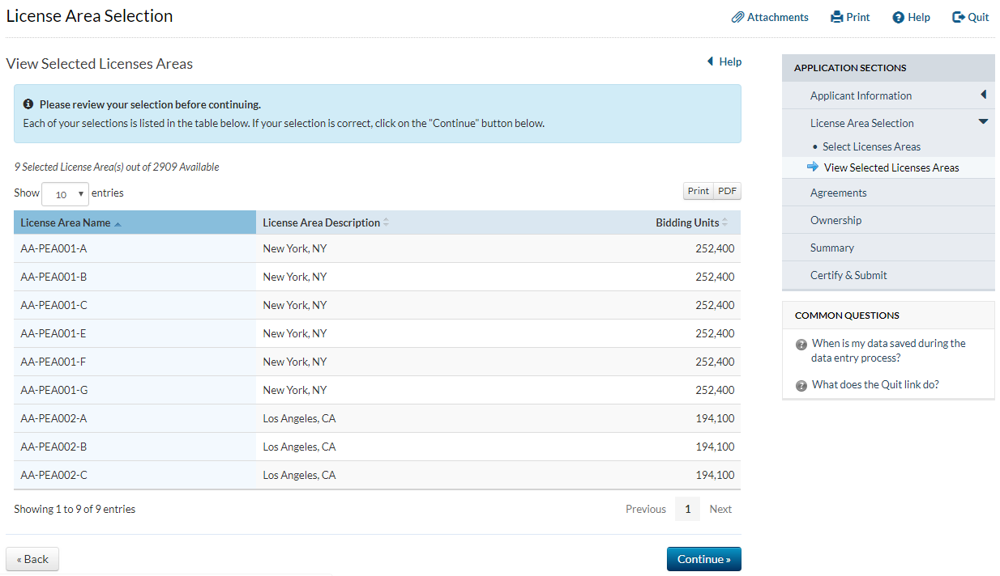 License Area Selection
Attachments Print Help Quit
View Selected Licenses Areas
Help
Please review your selection before continuing.
Each of your selections is listed in the table below. If your selection is correct, click on the "Continue" button below.
9 Selected License Area(s) out of 2909 Available
Show 10 entries
Print PDF
License Area Name License Area Description Bidding Units
AA-PEA001-A New York, NY 252,400
AA-PEA001-B New York, NY 252,400
AA-PEA001-C New York, NY 252,400
AA-PEA001-E New York, NY 252,400
AA-PEA001-F New York, NY 252,400
AA-PEA001-G New York, NY 252,400
AA-PEA002-A Los Angeles, CA 194,100
AA-PEA002-B Los Angeles, CA 194,100
AA-PEA002-C Los Angeles, CA 194,100
Showing 1 to 9 of 9 entries
Previous 1 Next
« Back
Continue »
APPLICATION SECTIONS
Applicant Information
License Area Selection
• Select Licenses Areas
View Selected Licenses Areas
Agreements
Ownership
Summary
Certify & Submit
COMMON QUESTIONS
When is my data saved during the
data entry process?
What does the Quit link do?